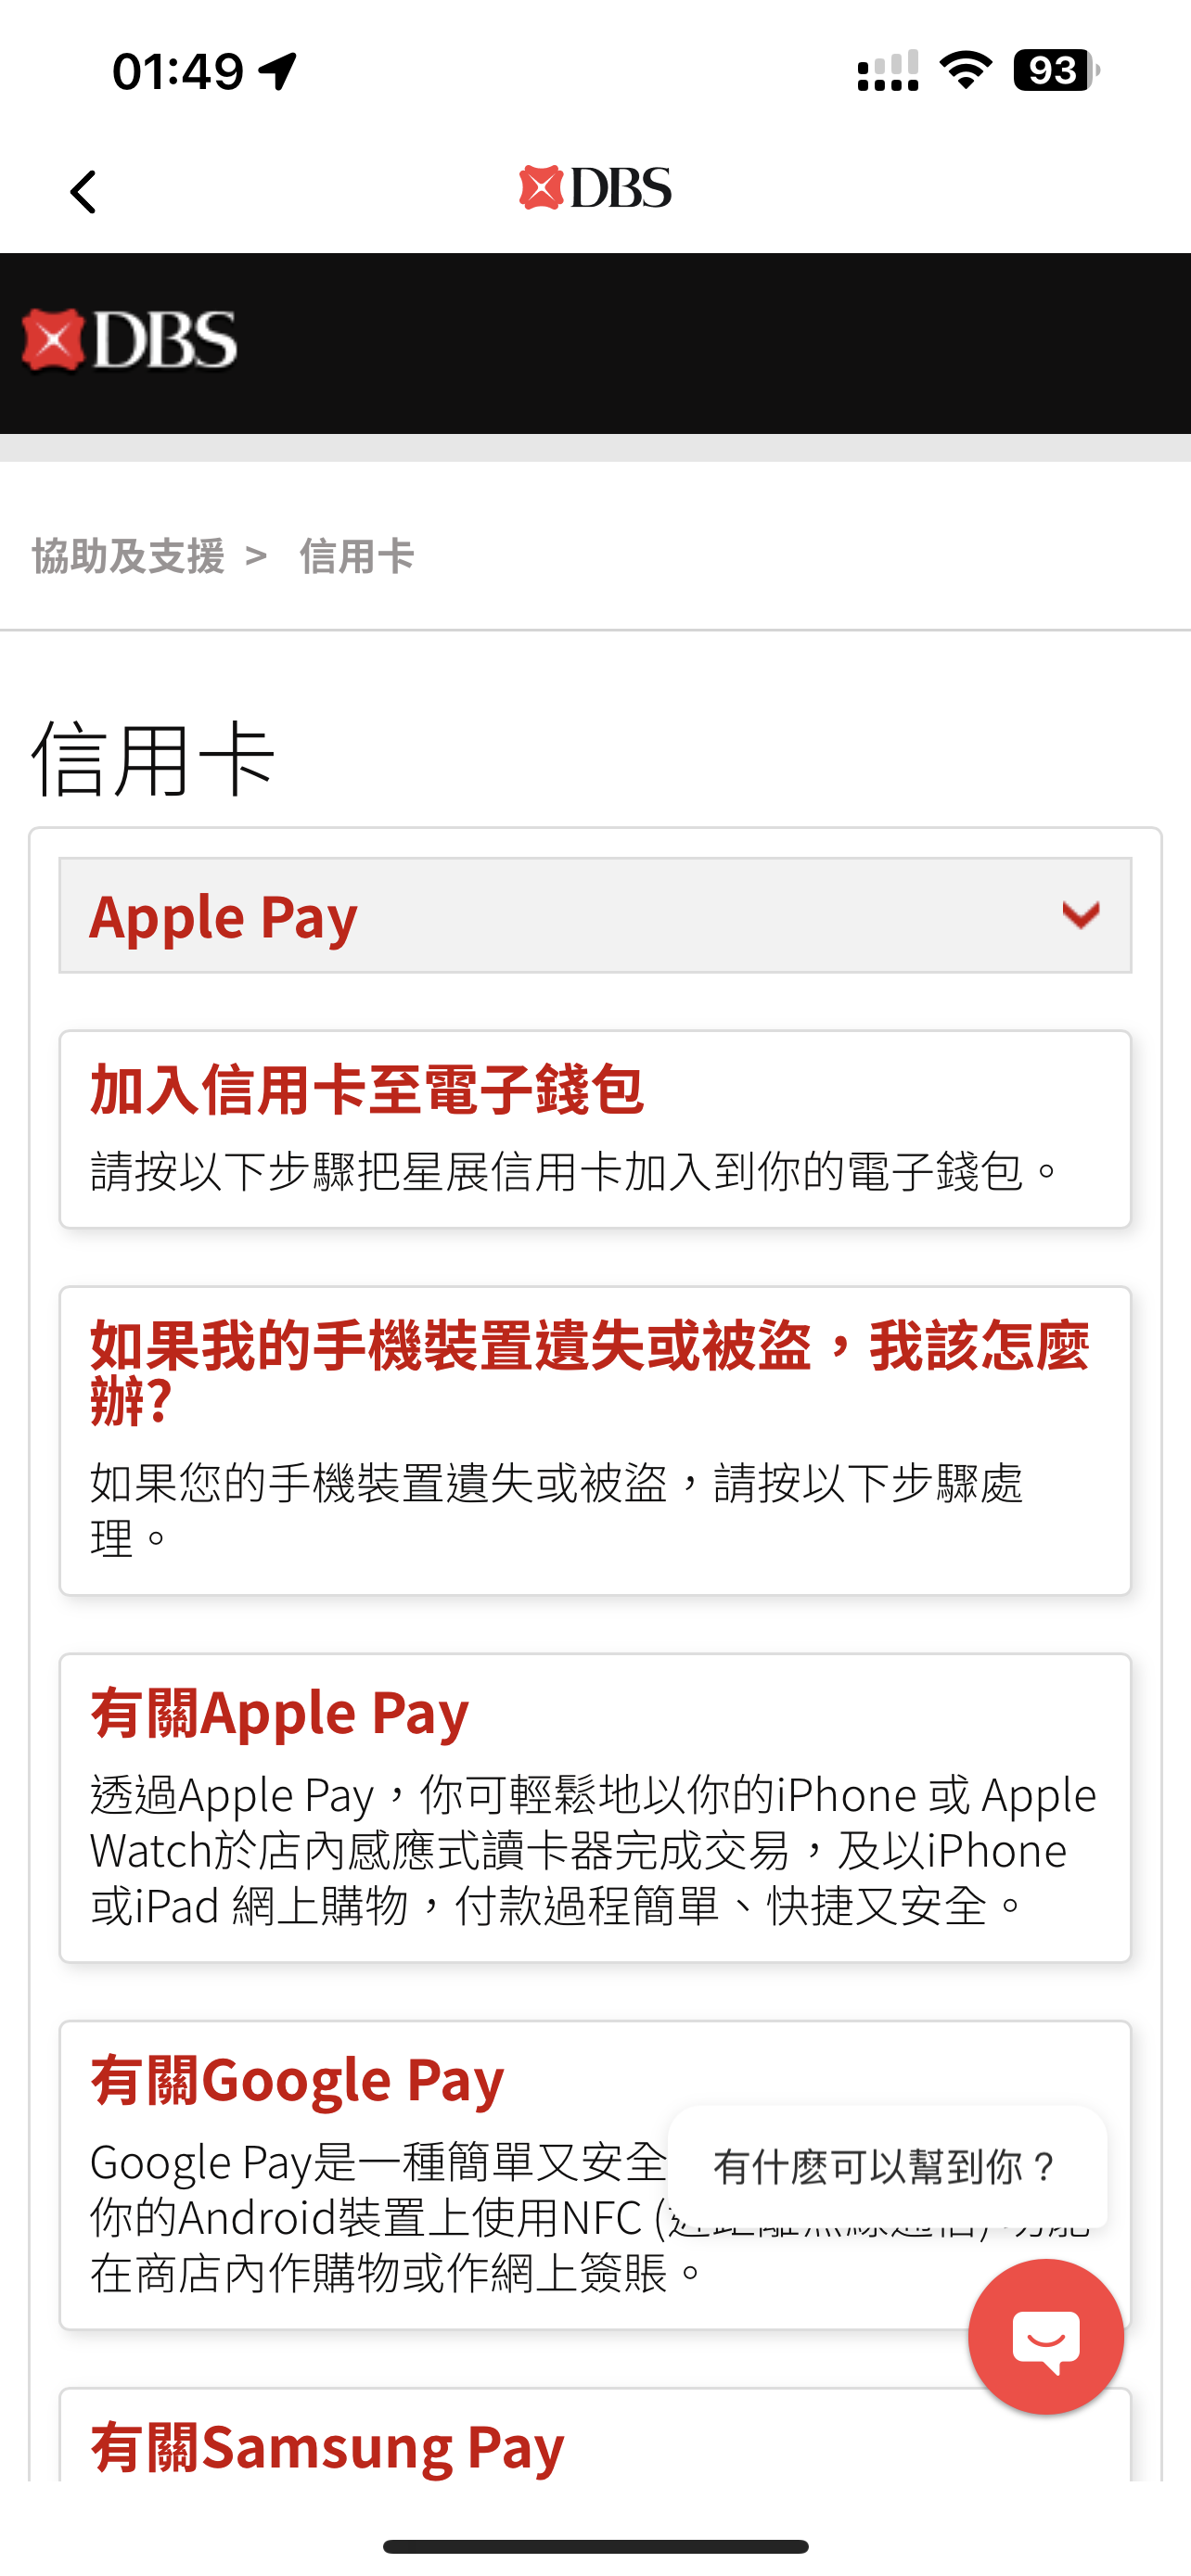 01:49
93
DBS
DBS
協助及支援 > 信用卡
信用卡
Apple Pay
加入信用卡至電子錢包
請按以下步驟把星展信用卡加入到你的電子錢包。
如果我的手機裝置遺失或被盜，我該怎麼
辦?
如果您的手機裝置遺失或被盜，請按以下步驟處
理。
有關Apple Pay
透過Apple Pay，你可輕鬆地以你的iPhone 或 Apple
Watch於店內感應式讀卡器完成交易，及以iPhone
或iPad 網上購物，付款過程簡單、快捷又安全。
有關Google Pay
Google Pay是一種簡單又安全
有什麽可以幫到你？
你的Android裝置上使用NFC (
在商店內作購物或作網上簽賬。
有關Samsung Pay